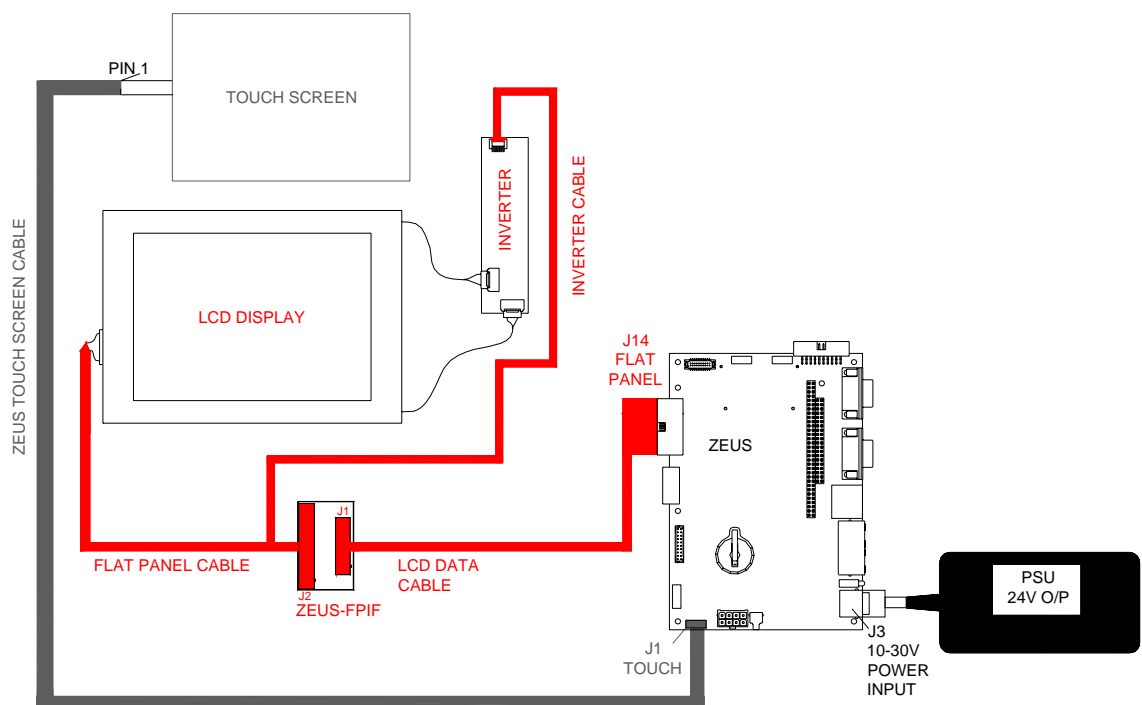 PIN 1
TOUCH SCREEN
ZEUS TOUCH SCREEN CABLE
INVERTER
INVERTER CABLE
LCD DISPLAY
J14
FLAT
PANEL
ZEUS
J1
J2
FLAT PANEL CABLE
LCD DATA
CABLE
ZEUS-FPIF
PSU
24V O/P
J1
TOUCH
J3
10-30V
POWER
INPUT